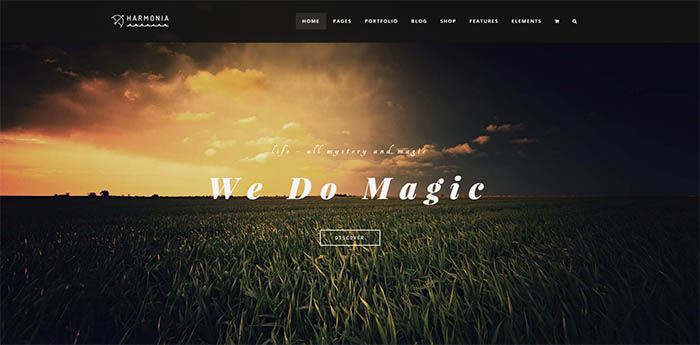 HARMONIA
HOME PAGES PORTFOLIO BLOG SHOP FEATURES ELEMENTS
life - all mystery and magic
We Do Magic
DISCOVER